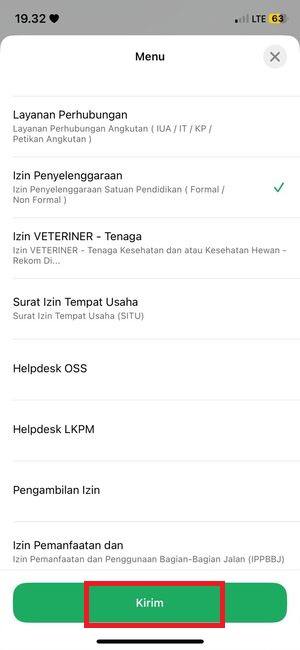 19.32
LTE 63
Menu
Layanan Perhubungan
Layanan Perhubungan Angkutan ( IUA / IT / KP /
Petikan Angkutan )
Izin Penyelenggaraan
Izin Penyelenggaraan Satuan Pendidikan ( Formal /
Non Formal )
Izin VETERINER - Tenaga
Izin VETERINER - Tenaga Kesehatan dan atau Kesehatan Hewan -
Rekom Di...
Surat Izin Tempat Usaha
Surat Izin Tempat Usaha (SITU)
Helpdesk OSS
Helpdesk LKPM
Pengambilan Izin
Izin Pemanfaatan dan
Izin Pemanfaatan dan Penggunaan Bagian-Bagian Jalan (IPPBBJ)
Kirim